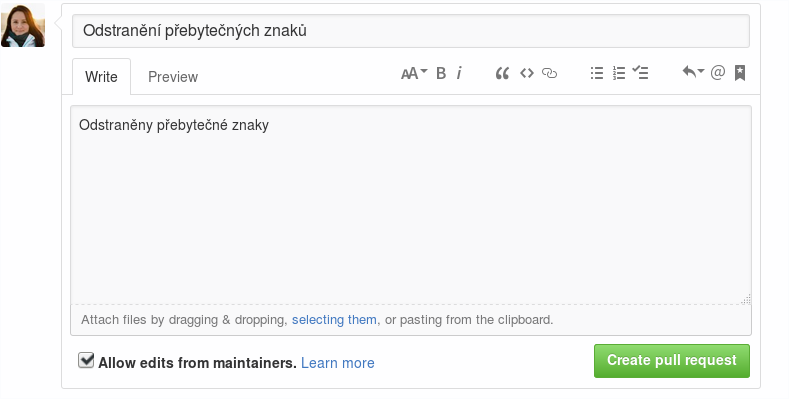 Odstranění přebytečných znaků
Write Preview AA B i @
Odstraněny přebytečné znaky
Attach files by dragging & dropping, selecting them, or pasting from the clipboard.
Allow edits from maintainers. Learn more
Create pull request